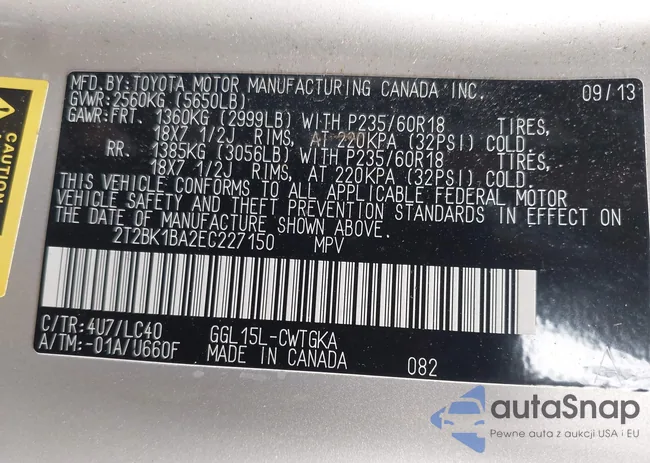 MFD.BY: TOYOTA MOTOR MANUFACTURING CANADA INC. 09/13
GVWR: 2560KG (5650LB)
GAWR: FRT. 1360KG (2999LB) WITH P235/60R18 TIRES,
18X7 1/2J RIMS, AT 220KPA (32PSI) COLD.
RR. 1385KG (3056LB) WITH P235/60R18 TIRES,
18X7 1/2J RIMS, AT 220KPA (32PSI) COLD.
THIS VEHICLE CONFORMS TO ALL APPLICABLE FEDERAL MOTOR
VEHICLE SAFETY AND THEFT PREVENTION STANDARDS IN EFFECT ON
THE DATE OF MANUFACTURE SHOWN ABOVE.
2T2BK1BA2EC227150 MPV
C/TR: 4U7/LC40 GGL15L-CWTGKA
A/TM:-01A/U660F MADE IN CANADA 082
CAUTION
autaSnap
Pewne auta z aukcji USA i EU